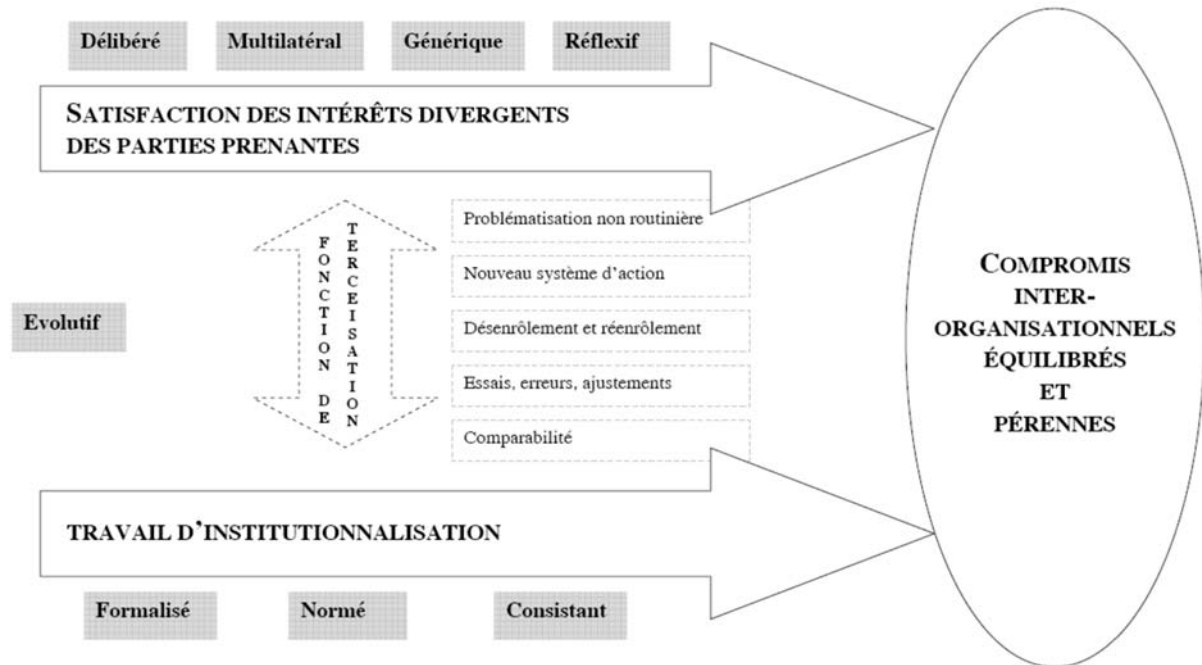 Délibéré
Multilatéral
Générique
Réflexif
SATISFACTION DES INTÉRÊTS DIVERGENTS
DES PARTIES PRENANTES
FONCTION DE
TERCEISATION
Problématisation non routinière
Nouveau système d'action
Désenrôlement et réenrôlement
Essais, erreurs, ajustements
Comparabilité
Evolutif
COMPROMIS
INTER-
ORGANISATIONNELS
ÉQUILIBRÉS
ET
PÉRENNES
TRAVAIL D'INSTITUTIONNALISATION
Formalisé
Normé
Consistant